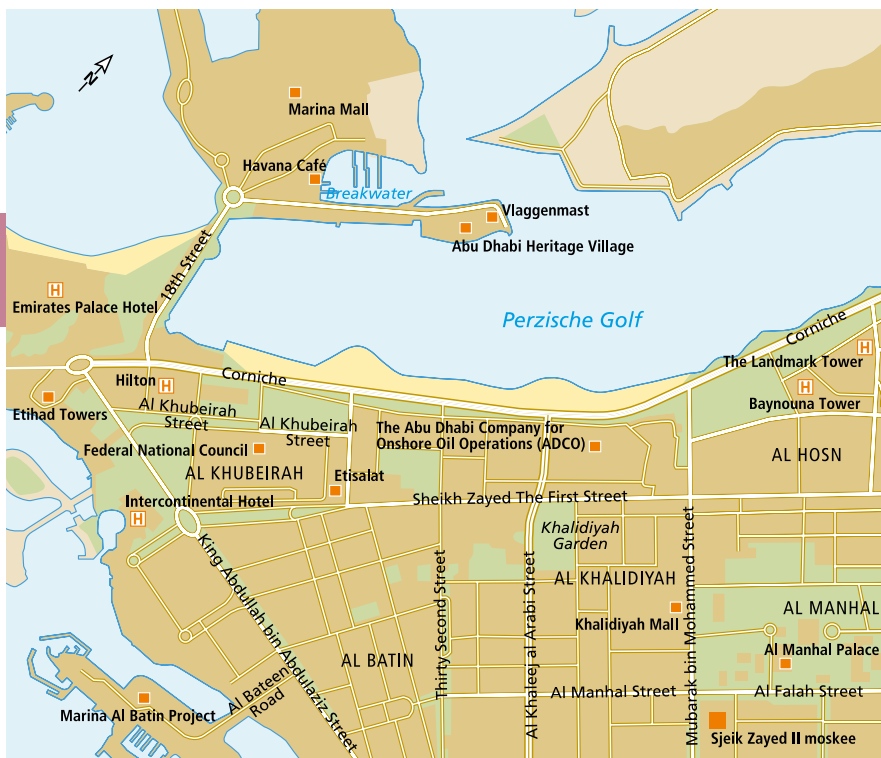 N
Marina Mall
Havana Café
Breakwater
Vlaggenmast
Abu Dhabi Heritage Village
18th Street
H
Emirates Palace Hotel
Perzische Golf
Corniche
The Landmark Tower
H
Hilton
H
Corniche
H
Baynouna Tower
Etihad Towers
Al Khubeirah
Street
Al Khubeirah
Street
The Abu Dhabi Company for
Onshore Oil Operations (ADCO)
Federal National Council
AL KHUBEIRAH
Etisalat
AL HOSN
Intercontinental Hotel
H
Sheikh Zayed The First Street
Khalidiyah
Garden
King Abdullah bin Abdulaziz Street
Thirty Second Street
Al Khaleej al Arabi Street
Mubarak bin Mohammed Street
AL KHALIDIYAH
AL MANHAL
Khalidiyah Mall
Al Manhal Palace
AL BATIN
Al Bateen
Road
Al Manhal Street
Al Falah Street
Marina Al Batin Project
Sjeik Zayed II moskee